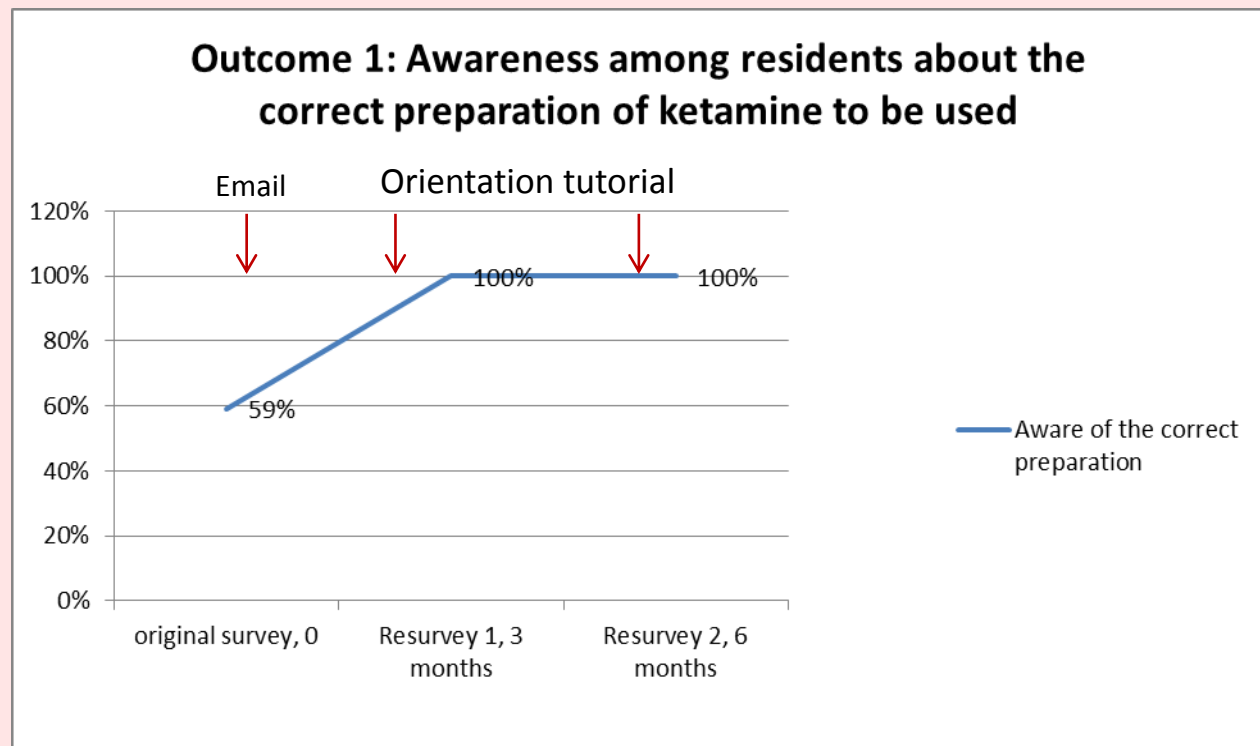 Outcome 1: Awareness among residents about the
correct preparation of ketamine to be used
Email
Orientation tutorial
120%
100%
80%
60%
40%
20%
0%
59%
100%
100%
original survey, 0
Resurvey 1, 3
months
Resurvey 2, 6
months
Aware of the correct
preparation